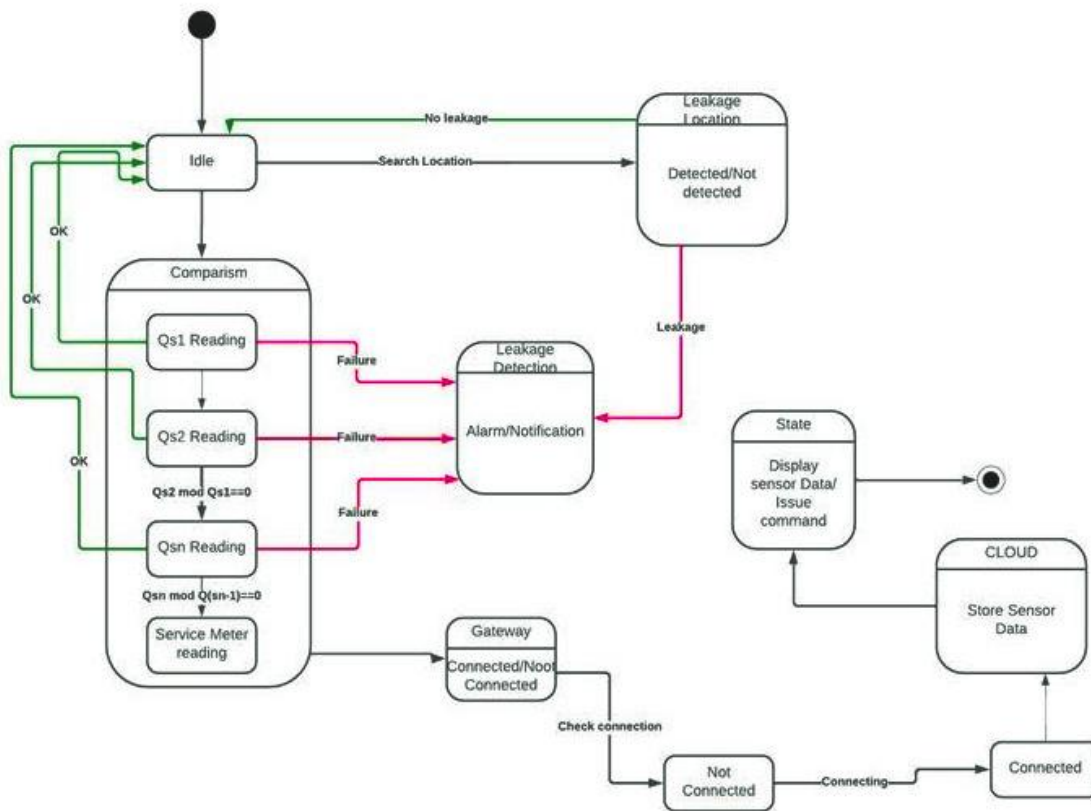 Leakage
Location
No leakage
Idle
Search Location
Detected/Not
detected
OK
Comparism
OK
Qs1 Reading
Failure
Leakage
Leakage
Detection
Qs2 Reading
Failure
Alarm/Notification
State
OK
Display
sensor Data/
Issue
command
Qs2 mod Qs1==0
Failure
Qsn Reading
CLOUD
Qsn mod Q(sn-1)==0
Store Sensor
Data
Service Meter
reading
Gateway
Connected/Noot
Connected
Check connection
Not
Connected
Connecting
Connected